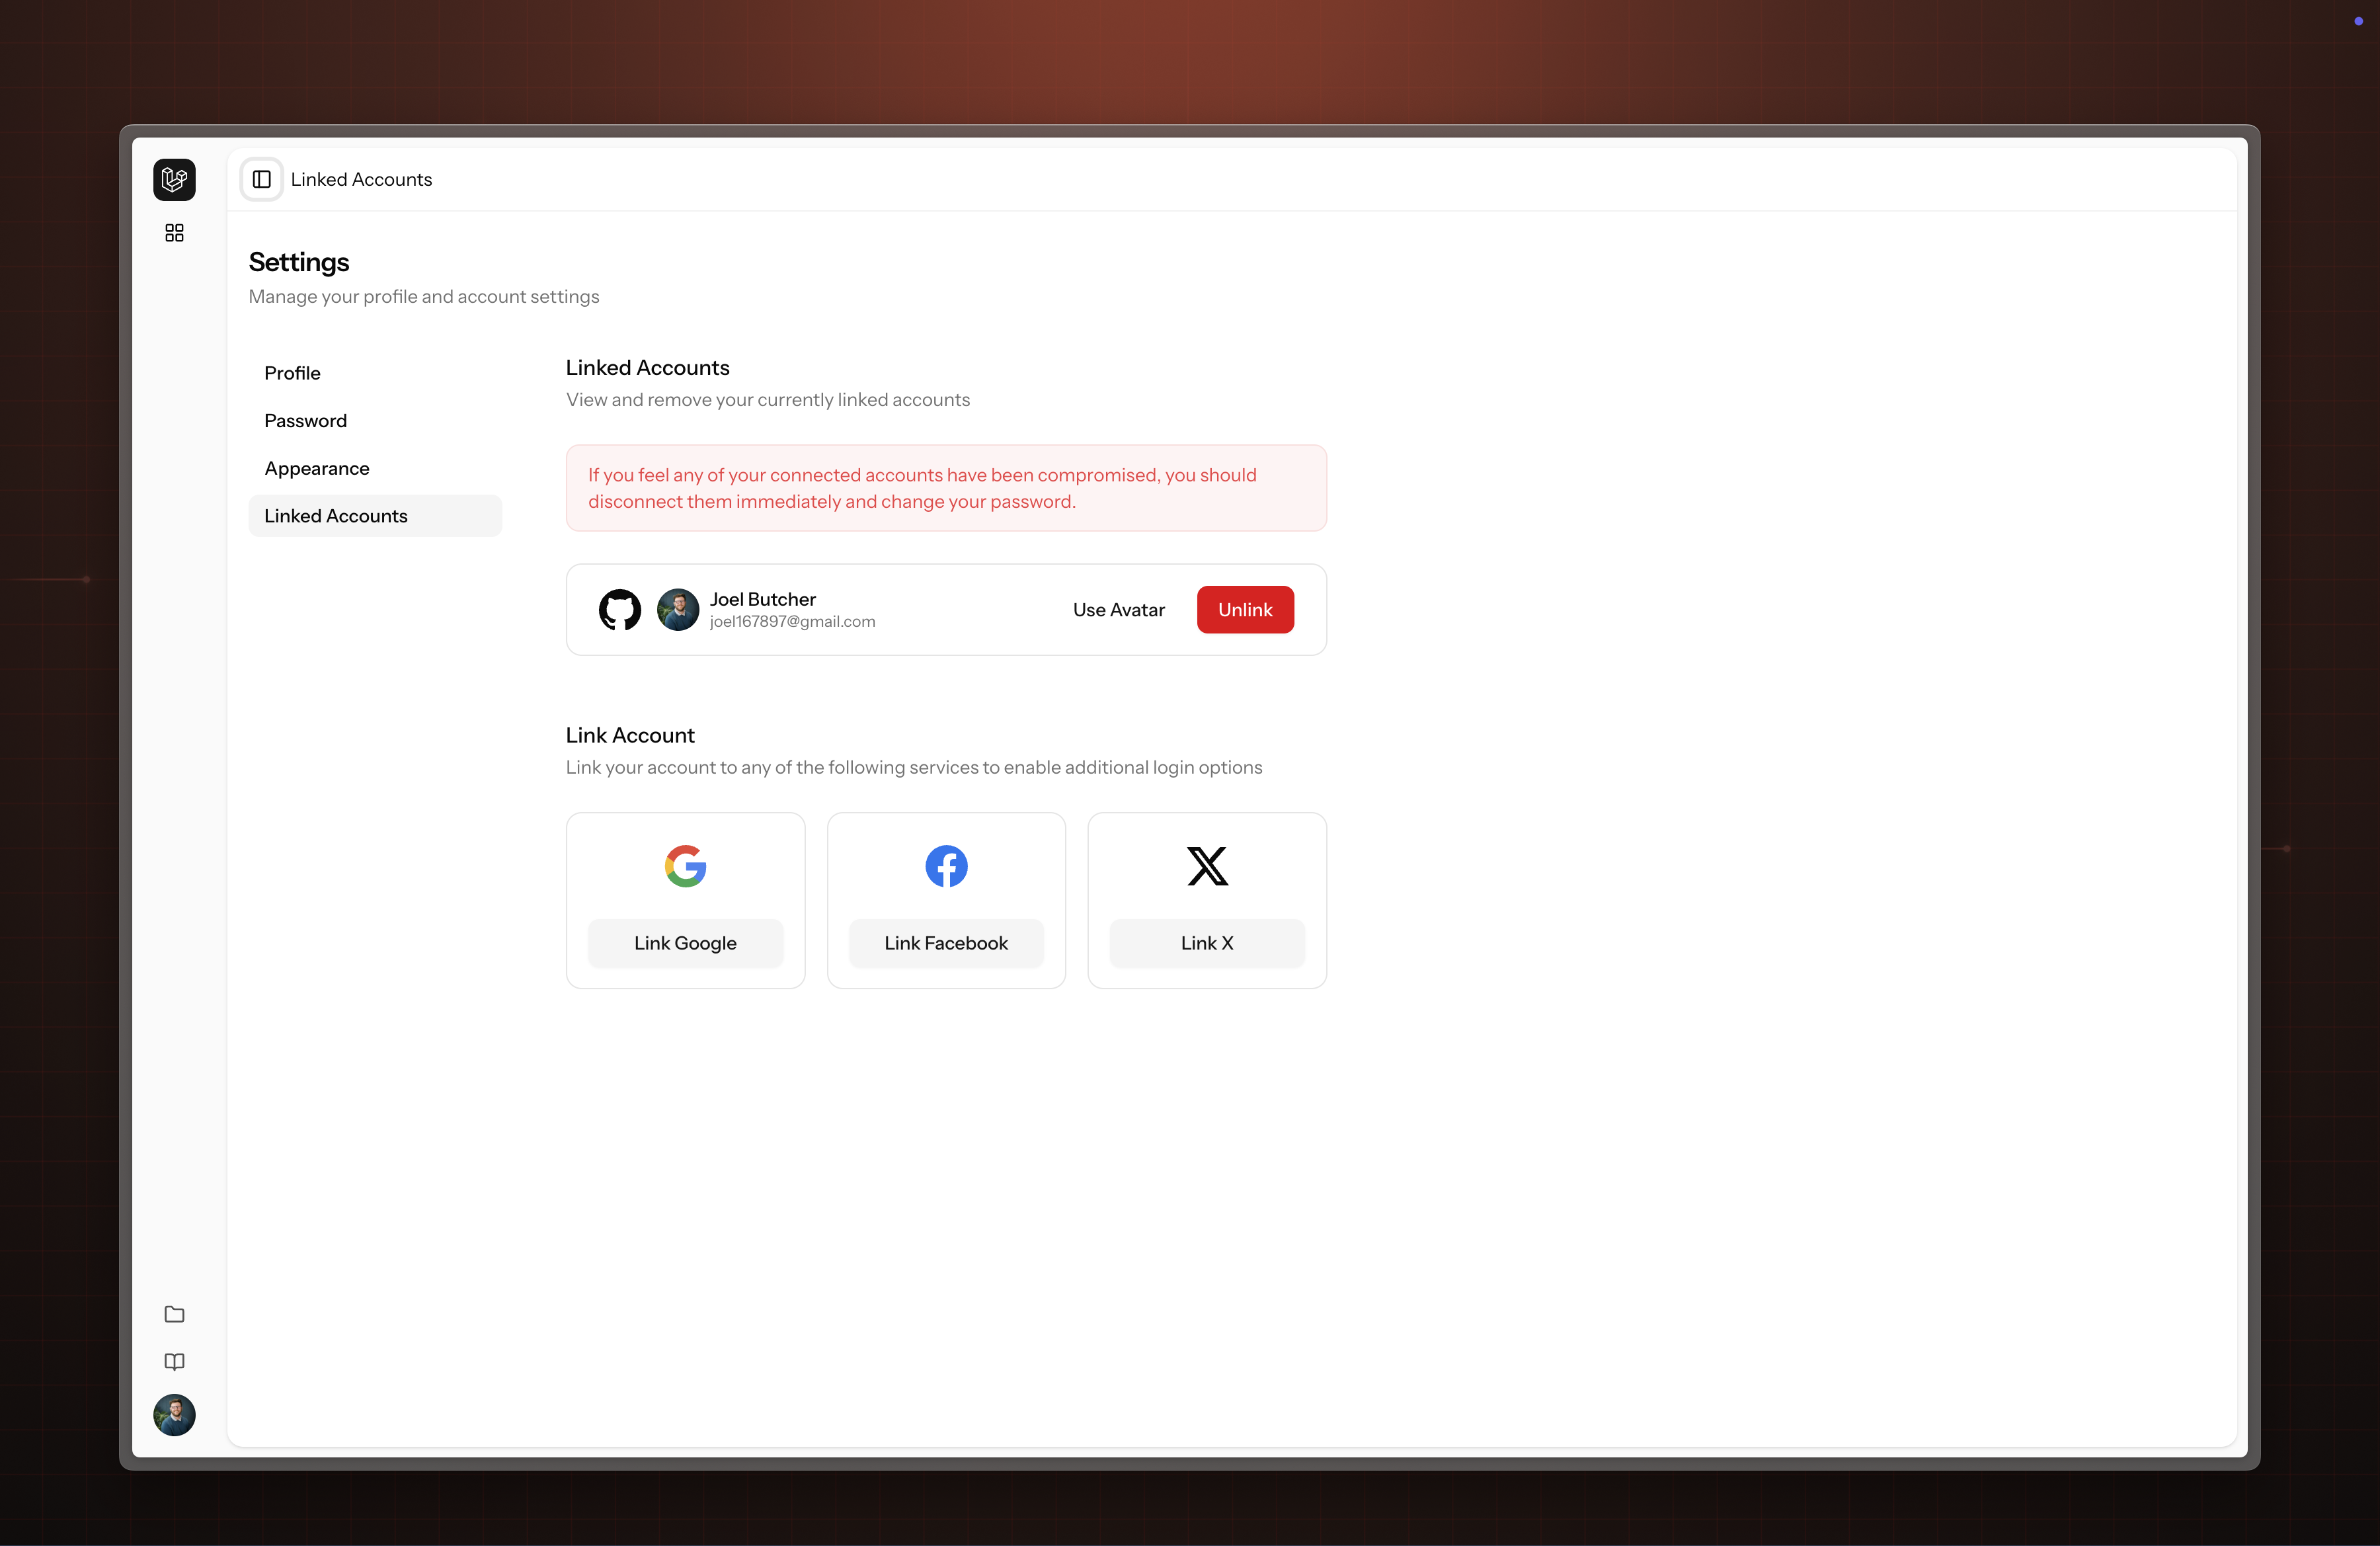 Linked Accounts
Settings
Manage your profile and account settings
Profile
Password
Appearance
Linked Accounts
Linked Accounts
View and remove your currently linked accounts
If you feel any of your connected accounts have been compromised, you should
disconnect them immediately and change your password.
Joel Butcher
joel167897@gmail.com
Use Avatar
Unlink
Link Account
Link your account to any of the following services to enable additional login options
Link Google
Link Facebook
Link X